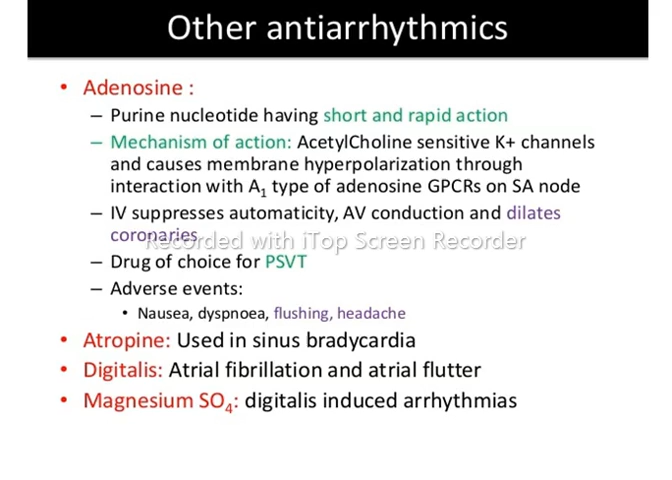 Other antiarrhythmics
• Adenosine :
– Purine nucleotide having short and rapid action
– Mechanism of action: AcetylCholine sensitive K+ channels
and causes membrane hyperpolarization through
interaction with A1 type of adenosine GPCRs on SA node
– IV suppresses automaticity, AV conduction and dilates
coronaries
Recorded with iTop Screen Recorder
– Drug of choice for PSVT
– Adverse events:
• Nausea, dyspnoea, flushing, headache
• Atropine: Used in sinus bradycardia
• Digitalis: Atrial fibrillation and atrial flutter
• Magnesium SO4: digitalis induced arrhythmias